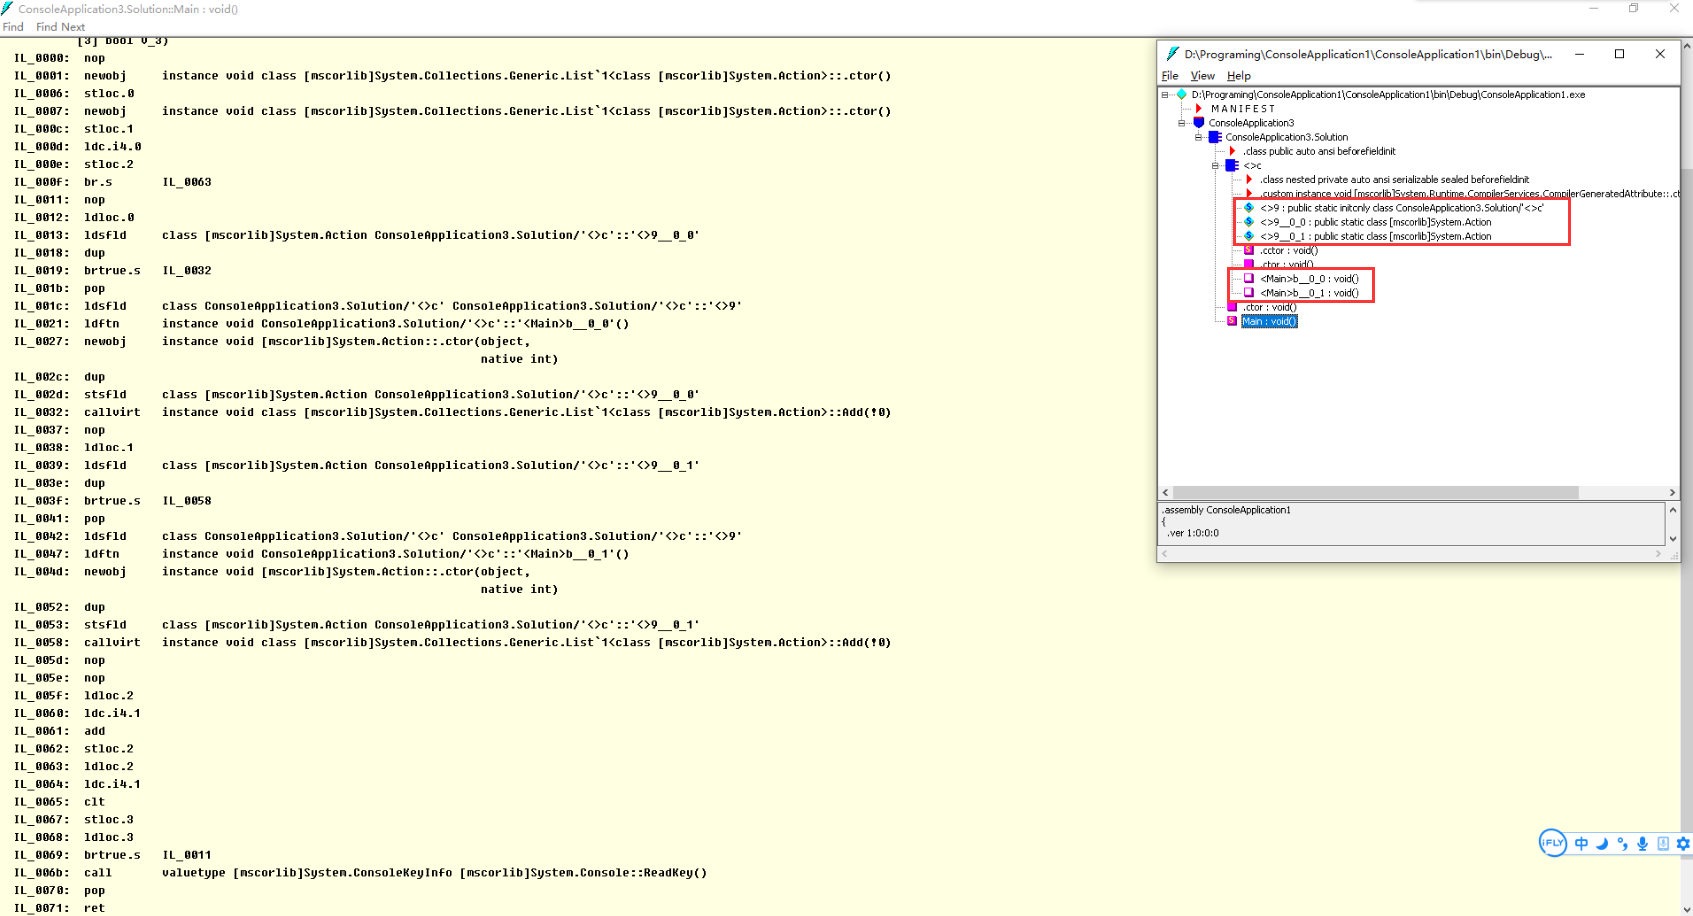 ConsoleApplication3.Solution::Main : void()
Find Find Next
[3] bool V_3)
IL_0000: nop
IL_0001: newobj instance void class [mscorlib]System.Collections.Generic.List`1<class [mscorlib]System.Action>::.ctor()
IL_0006: stloc.0
IL_0007: newobj instance void class [mscorlib]System.Collections.Generic.List`1<class [mscorlib]System.Action>::.ctor()
IL_000c: stloc.1
IL_000d: ldc.i4.0
IL_000e: stloc.2
IL_000f: br.s IL_0063
IL_0011: nop
IL_0012: ldloc.0
IL_0013: ldsfld class [mscorlib]System.Action ConsoleApplication3.Solution/'<>c'::'<>9__0_0'
IL_0018: dup
IL_0019: brtrue.s IL_0032
IL_001b: pop
IL_001c: ldsfld class ConsoleApplication3.Solution/'<>c' ConsoleApplication3.Solution/'<>c'::'<>9'
IL_0021: ldftn instance void ConsoleApplication3.Solution/'<>c'::'<Main>b__0_0'()
IL_0027: newobj instance void [mscorlib]System.Action::.ctor(object,
native int)
IL_002c: dup
IL_002d: stsfld class [mscorlib]System.Action ConsoleApplication3.Solution/'<>c'::'<>9__0_0'
IL_0032: callvirt instance void class [mscorlib]System.Collections.Generic.List`1<class [mscorlib]System.Action>::Add(!0)
IL_0037: nop
IL_0038: ldloc.1
IL_0039: ldsfld class [mscorlib]System.Action ConsoleApplication3.Solution/'<>c'::'<>9__0_1'
IL_003e: dup
IL_003f: brtrue.s IL_0058
IL_0041: pop
IL_0042: ldsfld class ConsoleApplication3.Solution/'<>c' ConsoleApplication3.Solution/'<>c'::'<>9'
IL_0047: ldftn instance void ConsoleApplication3.Solution/'<>c'::'<Main>b__0_1'()
IL_004d: newobj instance void [mscorlib]System.Action::.ctor(object,
native int)
IL_0052: dup
IL_0053: stsfld class [mscorlib]System.Action ConsoleApplication3.Solution/'<>c'::'<>9__0_1'
IL_0058: callvirt instance void class [mscorlib]System.Collections.Generic.List`1<class [mscorlib]System.Action>::Add(!0)
IL_005d: nop
IL_005e: nop
IL_005f: ldloc.2
IL_0060: ldc.i4.1
IL_0061: add
IL_0062: stloc.2
IL_0063: ldloc.2
IL_0064: ldc.i4.1
IL_0065: clt
IL_0067: stloc.3
IL_0068: ldloc.3
IL_0069: brtrue.s IL_0011
IL_006b: call valuetype [mscorlib]System.ConsoleKeyInfo [mscorlib]System.Console::ReadKey()
IL_0070: pop
IL_0071: ret
D:\Programing\ConsoleApplication1\ConsoleApplication1\bin\Debug\...
File View Help
D:\Programing\ConsoleApplication1\ConsoleApplication1\bin\Debug\ConsoleApplication1.exe
M A N I F E S T
ConsoleApplication3
ConsoleApplication3.Solution
.class public auto ansi beforefieldinit
<>c
.class nested private auto ansi serializable sealed beforefieldinit
.custom instance void [mscorlib]System.Runtime.CompilerServices.CompilerGeneratedAttribute::.ct
<>9 : public static initonly class ConsoleApplication3.Solution/'<>c'
<>9__0_0 : public static class [mscorlib]System.Action
<>9__0_1 : public static class [mscorlib]System.Action
.cctor : void()
.ctor : void()
<Main>b__0_0 : void()
<Main>b__0_1 : void()
.ctor : void()
Main : void()
.assembly ConsoleApplication1
{
.ver 1:0:0:0
iFLY 中